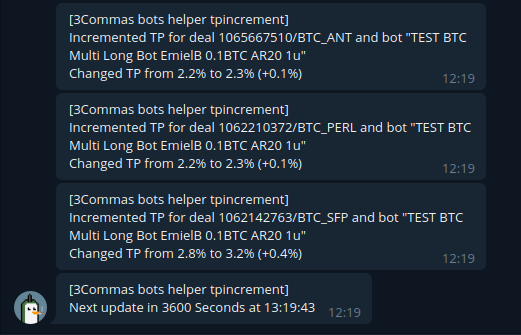 [3Commas bots helper tpincrement]
Incremented TP for deal 1065667510/BTC_ANT and bot "TEST BTC
Multi Long Bot EmielB 0.1BTC AR20 1u"
Changed TP from 2.2% to 2.3% (+0.1%)
12:19
[3Commas bots helper tpincrement]
Incremented TP for deal 1062210372/BTC_PERL and bot "TEST BTC
Multi Long Bot EmielB 0.1BTC AR20 1u"
Changed TP from 2.2% to 2.3% (+0.1%)
12:19
[3Commas bots helper tpincrement]
Incremented TP for deal 1062142763/BTC_SFP and bot "TEST BTC
Multi Long Bot EmielB 0.1BTC AR20 1u"
Changed TP from 2.8% to 3.2% (+0.4%)
12:19
[3Commas bots helper tpincrement]
Next update in 3600 Seconds at 13:19:43
12:19